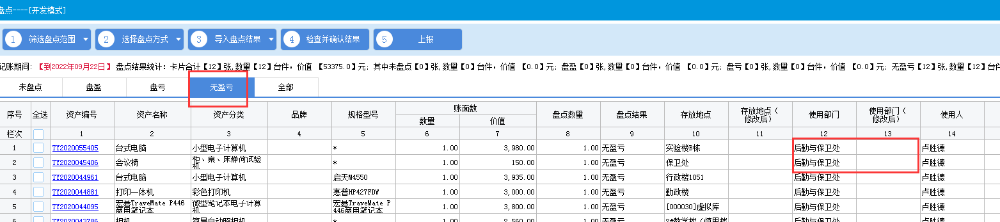 盘点----[开发模式]
1 筛选盘点范围 2 选择盘点方式 3 导入盘点结果 4 检查并确认结果 5 上报
记账期间:【到2022年09月22日】 盘点结果统计: 卡片合计【12】张,数量【12】台件, 价值 【53375.0】元; 其中未盘点【0】张,数量【0】台件, 价值 【0.0】元; 盘盈【0】张,数量【0】台件, 价值 【0.0】元; 盘亏【0】张,数量【0】台件, 价值 【0.0】元; 无盈亏【12】张,数量【12】台件
未盘点 盘盈 盘亏 无盈亏 全部
序号 全选 资产编号 资产名称 资产分类 品牌 规格型号 账面数 盘点数量 盘点结果 存放地点 存放地点（修改后） 使用部门 使用部门（修改后） 使用人
数量 价值
栏次 1 2 3 4 5 6 7 8 9 10 11 12 13 14
1 TY2020055405 台式电脑 小型电子计算机 * 1.00 3,980.00 1.00 无盈亏 实验楼B栋 后勤与保卫处 卢胜德
2 TY2020045406 会议椅 柜、桌、床静何试验机 * 1.00 150.00 1.00 无盈亏 保卫处 后勤与保卫处 卢胜德
3 TY2020044961 台式电脑 小型电子计算机 启天M4550 1.00 3,935.00 1.00 无盈亏 行政楼1051 后勤与保卫处 卢胜德
4 TY2020044881 打印一体机 彩色打印机 惠普HP427FDW 1.00 3,000.00 1.00 无盈亏 勤政楼 后勤与保卫处 卢胜德
5 TY2020044095 宏碁TraveMate P446商用笔记本 微型笔记本电子计算机 宏碁TraveMate P446商用笔记本 1.00 3,800.00 1.00 无盈亏 [000030]虚拟库 后勤与保卫处 卢胜德
6 TY2020043786 相机 简易自动照相机 * 1.00 2,560.00 1.00 无盈亏 2#教学楼（慎思楼 后勤与保卫处 卢胜德